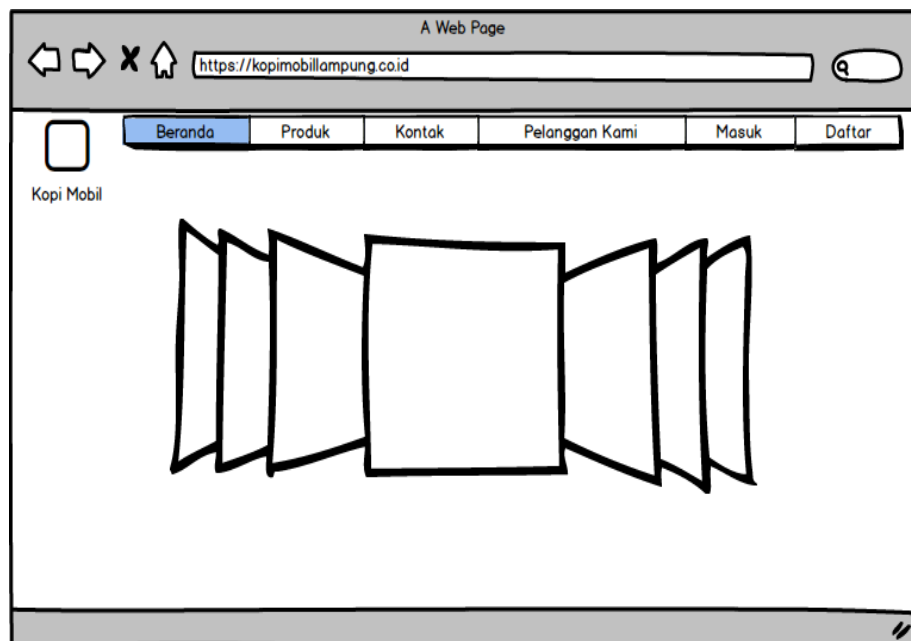 A Web Page
https://kopimobillampung.co.id
Beranda Produk Kontak Pelanggan Kami Masuk Daftar
Kopi Mobil